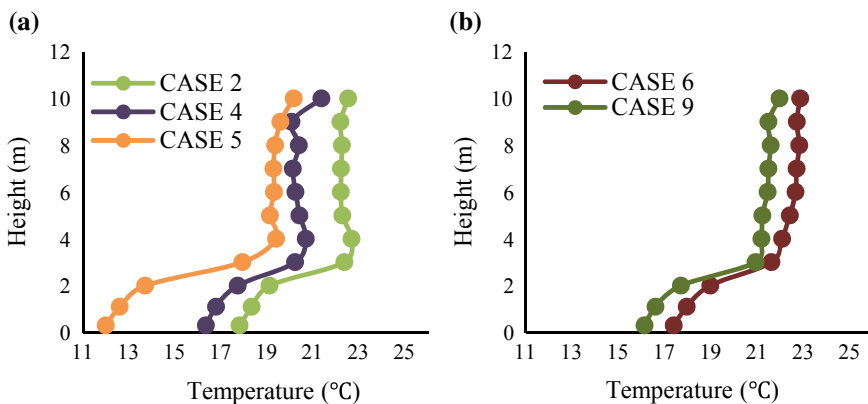 (a)
12
10
8
6
4
2
0
Height (m)
CASE 2
CASE 4
CASE 5
11 13 15 17 19 21 23 25
Temperature (℃)
(b)
12
10
8
6
4
2
0
Height (m)
CASE 6
CASE 9
11 13 15 17 19 21 23 25
Temperature (℃)